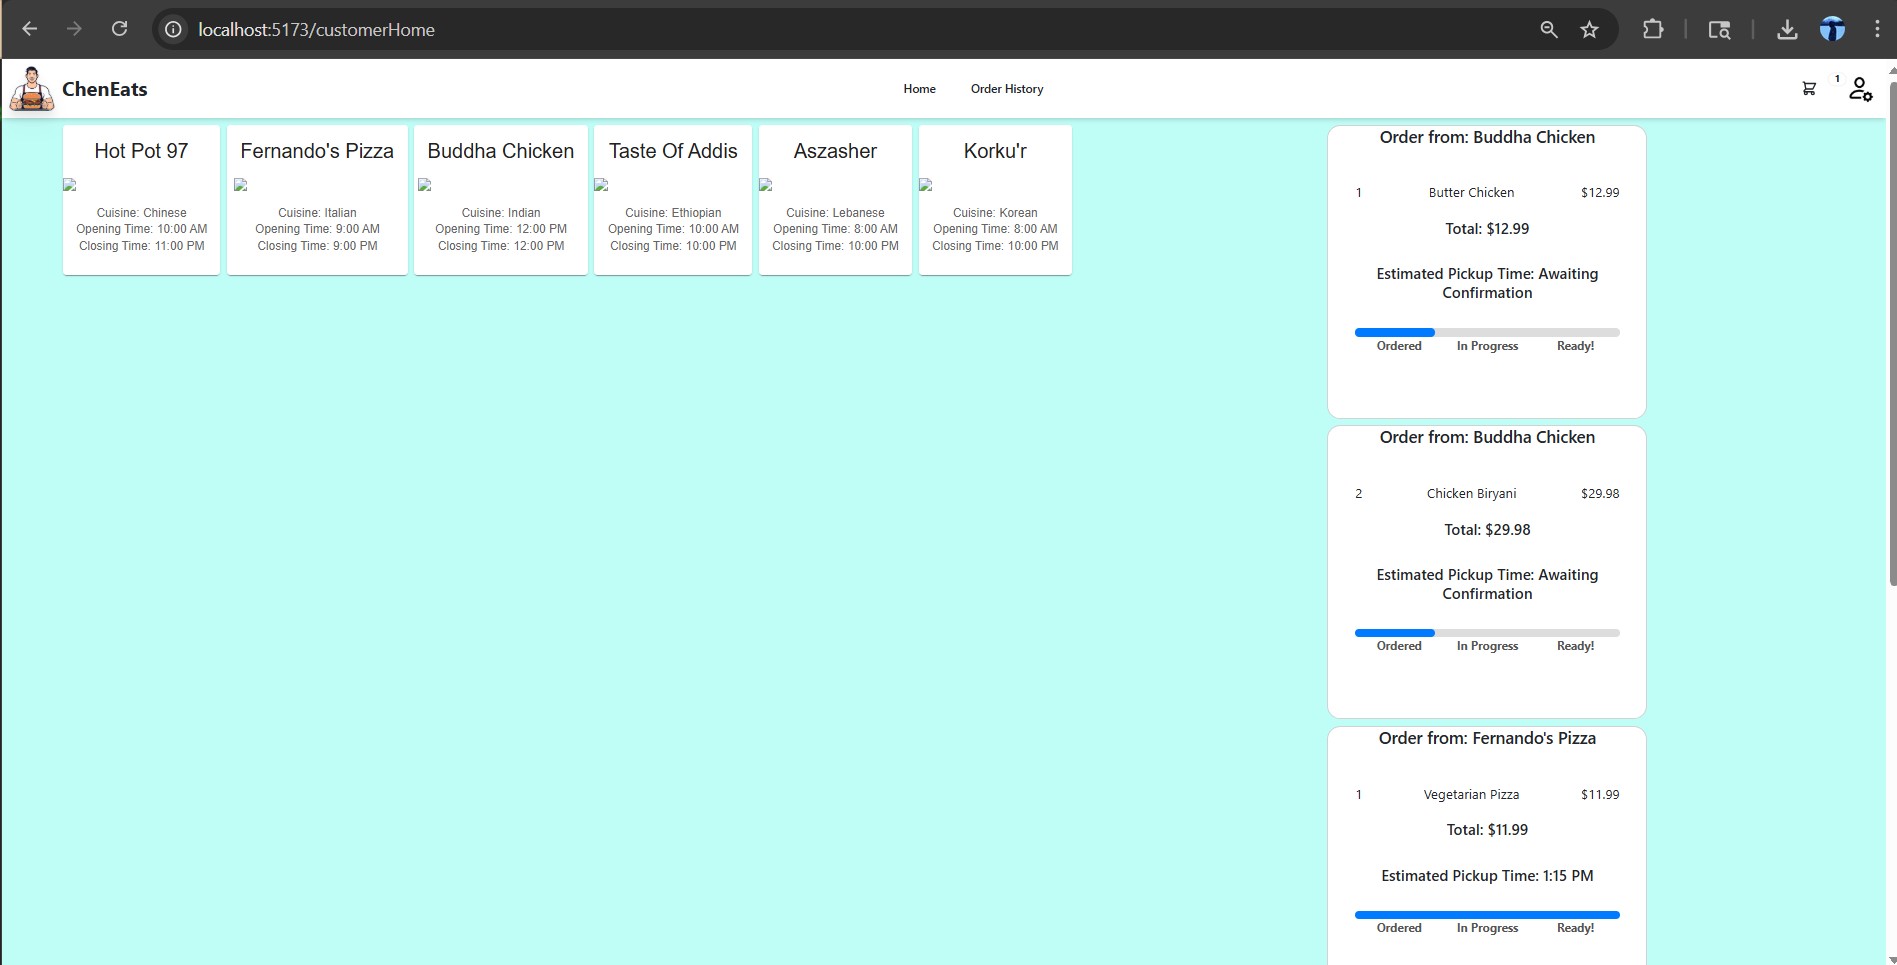 localhost:5173/customerHome
ChenEats
Home
Order History
1
Hot Pot 97
Cuisine: Chinese
Opening Time: 10:00 AM
Closing Time: 11:00 PM
Fernando's Pizza
Cuisine: Italian
Opening Time: 9:00 AM
Closing Time: 9:00 PM
Buddha Chicken
Cuisine: Indian
Opening Time: 12:00 PM
Closing Time: 12:00 PM
Taste Of Addis
Cuisine: Ethiopian
Opening Time: 10:00 AM
Closing Time: 10:00 PM
Aszasher
Cuisine: Lebanese
Opening Time: 8:00 AM
Closing Time: 10:00 PM
Korku'r
Cuisine: Korean
Opening Time: 8:00 AM
Closing Time: 10:00 PM
Order from: Buddha Chicken
1 Butter Chicken $12.99
Total: $12.99
Estimated Pickup Time: Awaiting
Confirmation
Ordered In Progress Ready!
Order from: Buddha Chicken
2 Chicken Biryani $29.98
Total: $29.98
Estimated Pickup Time: Awaiting
Confirmation
Ordered In Progress Ready!
Order from: Fernando's Pizza
1 Vegetarian Pizza $11.99
Total: $11.99
Estimated Pickup Time: 1:15 PM
Ordered In Progress Ready!